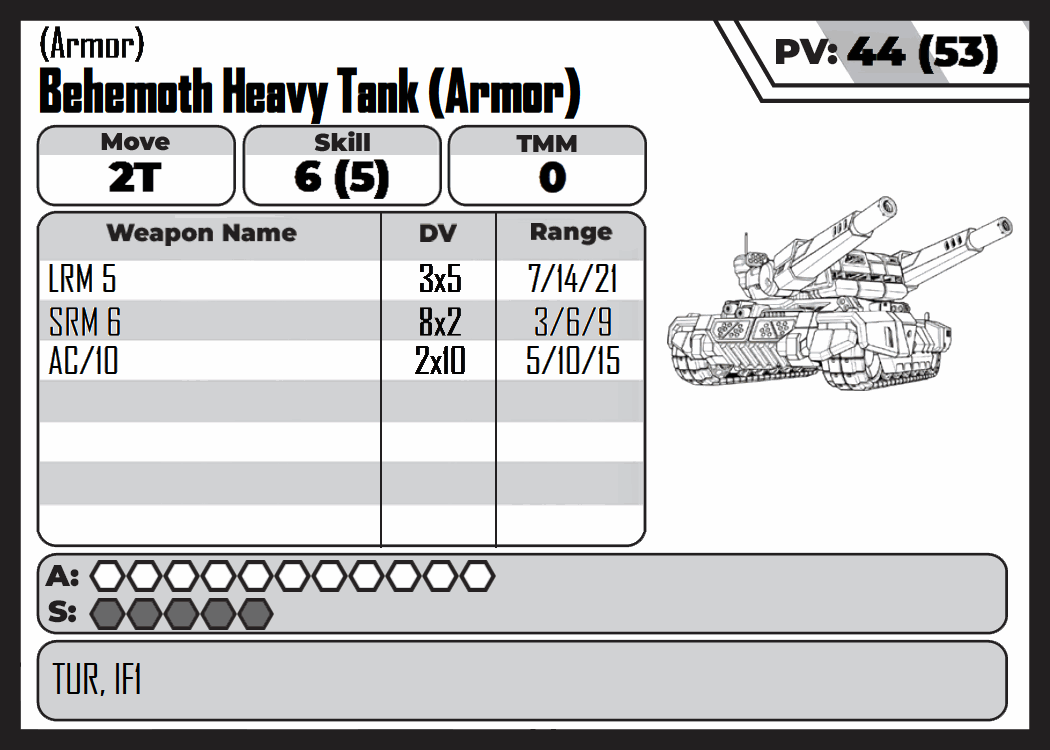 (Armor)
PV: 44 (53)
Behemoth Heavy Tank (Armor)
Move Skill TMM
2T 6 (5) 0
Weapon Name DV Range
LRM 5 3x5 7/14/21
SRM 6 8x2 3/6/9
AC/10 2x10 5/10/15
A:
S:
TUR, IF1